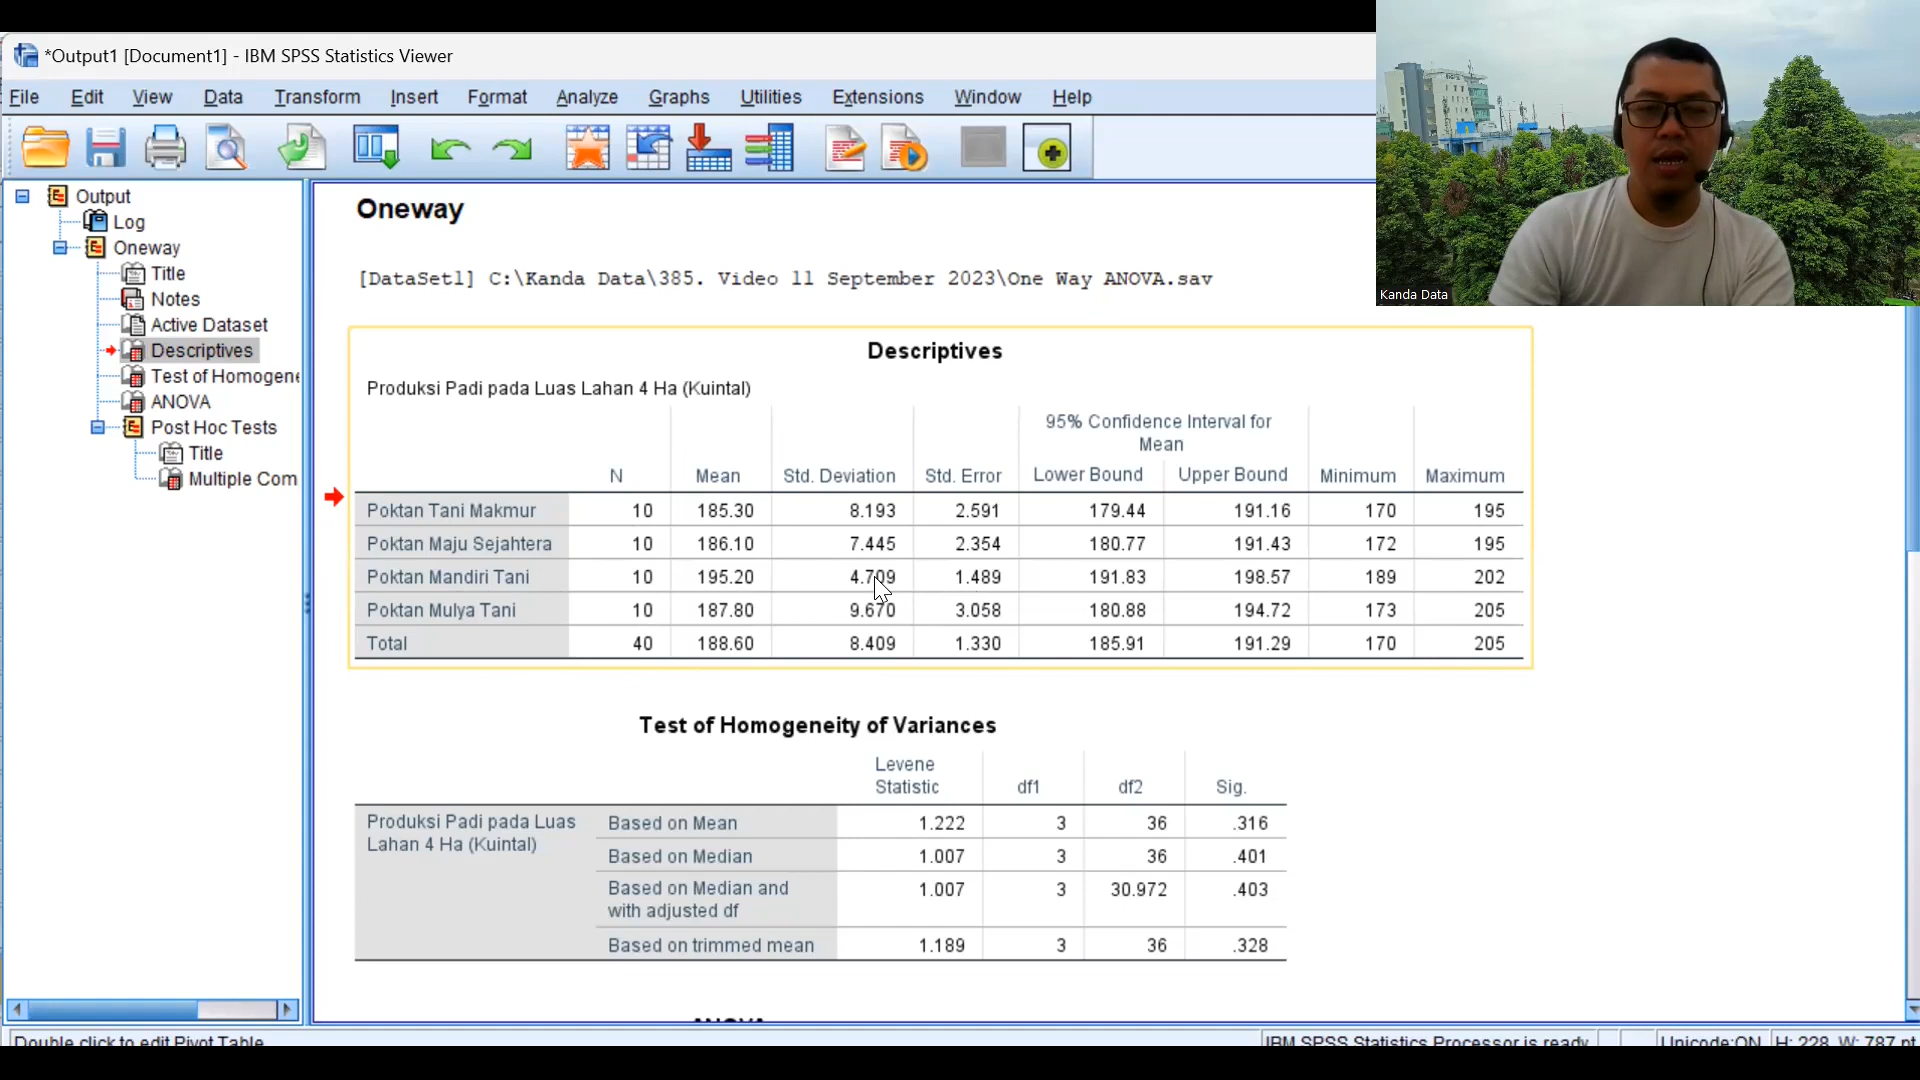 *Output1 [Document1] - IBM SPSS Statistics Viewer
File Edit View Data Transform Insert Format Analyze Graphs Utilities Extensions Window Help
Kanda Data
Output
Log
Oneway
Title
Notes
Active Dataset
Descriptives
Test of Homogene
ANOVA
Post Hoc Tests
Title
Multiple Com
Oneway
[DataSet1] C:\Kanda Data\385. Video 11 September 2023\One Way ANOVA.sav
Descriptives
Produksi Padi pada Luas Lahan 4 Ha (Kuintal)
95% Confidence Interval for
Mean
N Mean Std. Deviation Std. Error Lower Bound Upper Bound Minimum Maximum
Poktan Tani Makmur 10 185.30 8.193 2.591 179.44 191.16 170 195
Poktan Maju Sejahtera 10 186.10 7.445 2.354 180.77 191.43 172 195
Poktan Mandiri Tani 10 195.20 4.709 1.489 191.83 198.57 189 202
Poktan Mulya Tani 10 187.80 9.670 3.058 180.88 194.72 173 205
Total 40 188.60 8.409 1.330 185.91 191.29 170 205
Test of Homogeneity of Variances
Levene
Statistic df1 df2 Sig.
Produksi Padi pada Luas
Lahan 4 Ha (Kuintal)
Based on Mean 1.222 3 36 .316
Based on Median 1.007 3 36 .401
Based on Median and
with adjusted df 1.007 3 30.972 .403
Based on trimmed mean 1.189 3 36 .328
ANOVA
Double click to edit Pivot Table
IBM SPSS Statistics Processor is ready
Unicode:ON
H: 228, W: 787 pt